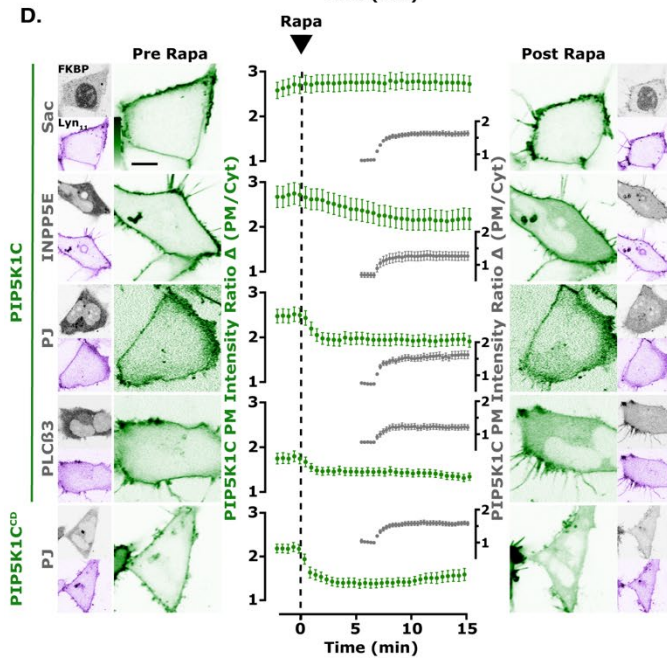 D.
Rapa
Pre Rapa
Post Rapa
FKBP
Lyn₁₁
PIP5K1C
Sac
INPP5E
PJ
PLCß3
PIP5K1Cᶜᴰ
PJ
PIP5K1C PM Intensity Ratio Δ (PM/Cyt)
3
2
1
3
2
1
3
2
1
3
2
1
3
2
1
2
1
2
1
2
1
2
1
2
1
PIP5K1C PM Intensity Ratio Δ (PM/Cyt)
0 5 10 15
Time (min)